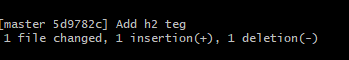 [master 5d9782c] Add h2 teg
1 file changed, 1 insertion(+), 1 deletion(-)